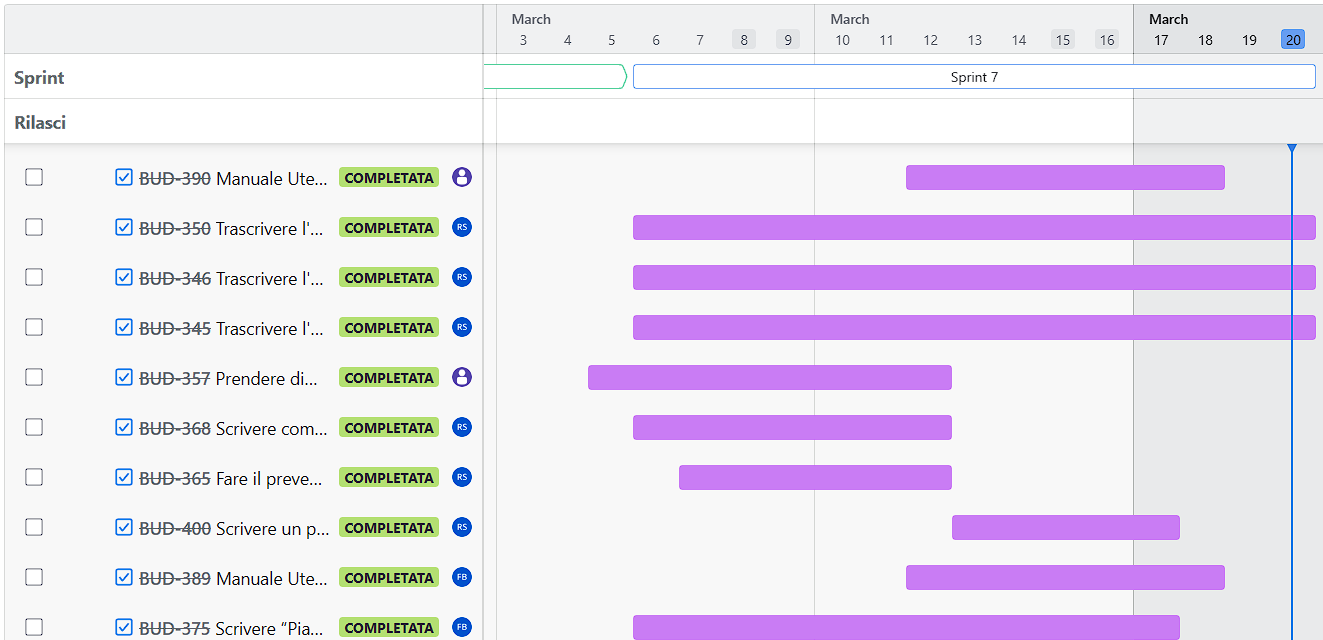 March March March
3 4 5 6 7 8 9 10 11 12 13 14 15 16 17 18 19 20
Sprint Sprint 7
Rilasci
BUD-390 Manuale Ute... COMPLETATA
BUD-350 Trascrivere l'... COMPLETATA RS
BUD-346 Trascrivere l'... COMPLETATA RS
BUD-345 Trascrivere l'... COMPLETATA RS
BUD-357 Prendere di... COMPLETATA
BUD-368 Scrivere com... COMPLETATA RS
BUD-365 Fare il preve... COMPLETATA RS
BUD-400 Scrivere un p... COMPLETATA RS
BUD-389 Manuale Ute... COMPLETATA FB
BUD-375 Scrivere “Pia... COMPLETATA FB